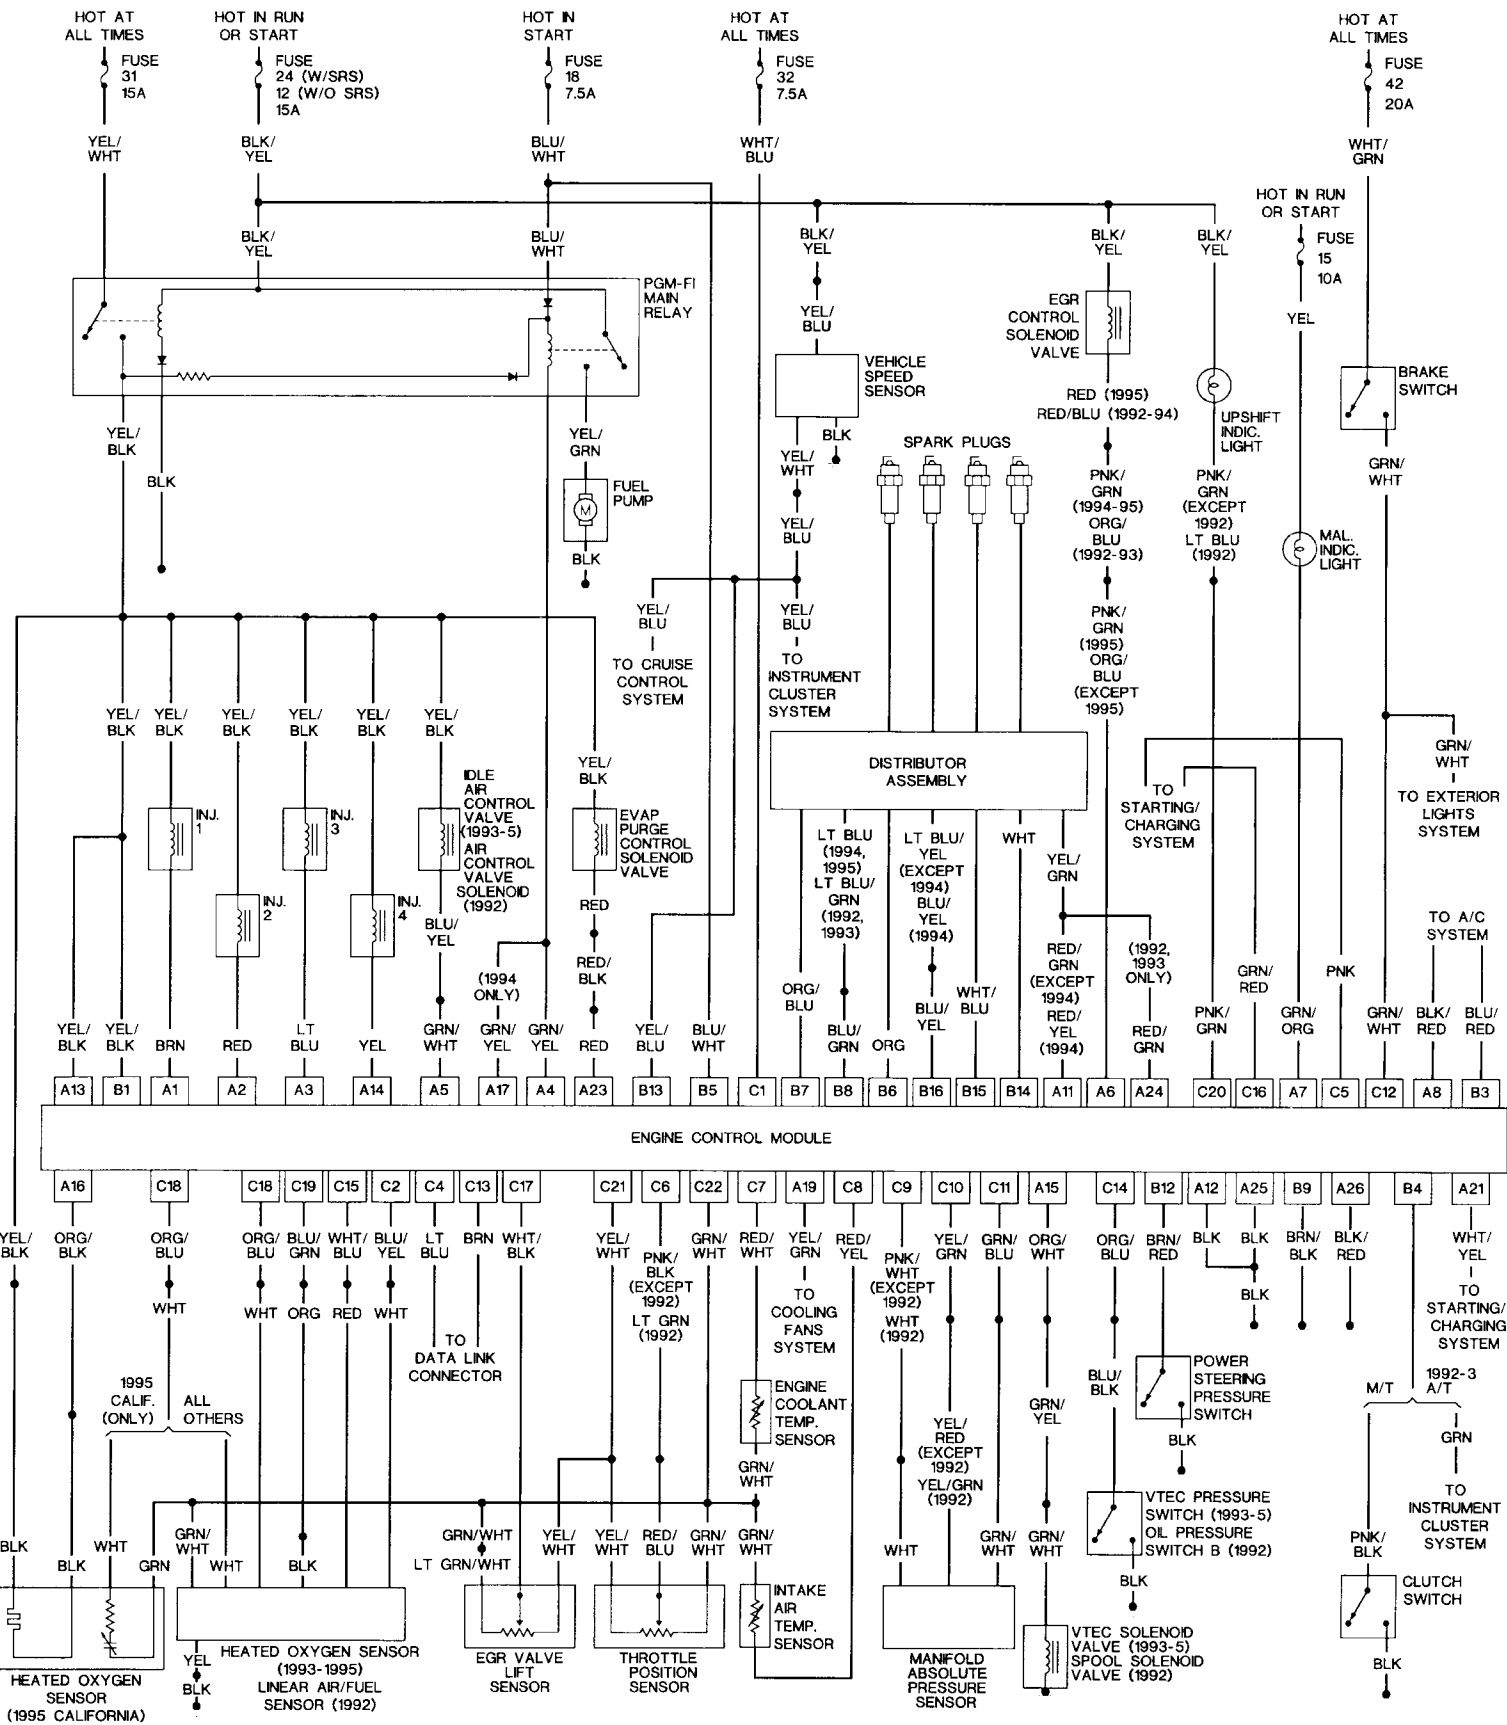 HOT AT
ALL TIMES
HOT IN RUN
OR START
HOT IN
START
HOT AT
ALL TIMES
HOT AT
ALL TIMES
FUSE
31
15A
FUSE
24 (W/SRS)
12 (W/O SRS)
15A
FUSE
18
7.5A
FUSE
32
7.5A
FUSE
42
20A
YEL/
WHT
BLK/
YEL
BLU/
WHT
WHT/
BLU
WHT/
GRN
HOT IN RUN
OR START
FUSE
15
10A
BLK/
YEL
BLU/
WHT
BLK/
YEL
BLK/
YEL
BLK/
YEL
PGM-FI
MAIN
RELAY
YEL/
BLU
EGR
CONTROL
SOLENOID
VALVE
YEL
VEHICLE
SPEED
SENSOR
BRAKE
SWITCH
RED (1995)
RED/BLU (1992-94)
UPSHIFT
INDIC.
LIGHT
YEL/
BLK
BLK
YEL/
GRN
FUEL
PUMP
M
BLK
BLK
YEL/
WHT
YEL/
BLU
SPARK PLUGS
PNK/
GRN
(1994-95)
ORG/
BLU
(1992-93)
PNK/
GRN
(EXCEPT
1992)
LT BLU
(1992)
GRN/
WHT
MAL.
INDIC.
LIGHT
YEL/
BLU
YEL/
BLU
TO CRUISE
CONTROL
SYSTEM
TO
INSTRUMENT
CLUSTER
SYSTEM
PNK/
GRN
(1995)
ORG/
BLU
(EXCEPT
1995)
YEL/
BLK
YEL/
BLK
YEL/
BLK
YEL/
BLK
YEL/
BLK
YEL/
BLK
YEL/
BLK
DISTRIBUTOR
ASSEMBLY
GRN/
WHT
TO EXTERIOR
LIGHTS
SYSTEM
TO
STARTING/
CHARGING
SYSTEM
INJ.
1
INJ.
3
IDLE
AIR
CONTROL
VALVE
(1993-5)
AIR
CONTROL
VALVE
SOLENOID
(1992)
EVAP
PURGE
CONTROL
SOLENOID
VALVE
INJ.
2
INJ.
4
BLU/
YEL
RED
RED/
BLK
(1994
ONLY)
LT BLU
(1994,
1995)
LT BLU/
GRN
(1992,
1993)
LT BLU/
YEL
(EXCEPT
1994)
BLU/
YEL
(1994)
WHT
YEL/
GRN
RED/
GRN
(EXCEPT
1994)
RED/
YEL
(1994)
(1992,
1993
ONLY)
TO A/C
SYSTEM
ORG/
BLU
WHT/
BLU
GRN/
RED
PNK
YEL/
BLK
YEL/
BLK
BRN
RED
LT
BLU
YEL
GRN/
WHT
GRN/
YEL
GRN/
YEL
RED
YEL/
BLU
BLU/
WHT
BLU/
GRN
ORG
BLU/
YEL
RED/
GRN
PNK/
GRN
GRN/
ORG
GRN/
WHT
BLK/
RED
BLU/
RED
A13 B1 A1 A2 A3 A14 A5 A17 A4 A23 B13 B5 C1 B7 B8 B6 B16 B15 B14 A11 A6 A24 C20 C16 A7 C5 C12 A8 B3
ENGINE CONTROL MODULE
A16 C18 C18 C19 C15 C2 C4 C13 C17 C21 C6 C22 C7 A19 C8 C9 C10 C11 A15 C14 B12 A12 A25 B9 A26 B4 A21
YEL/
BLK
ORG/
BLK
ORG/
BLU
ORG/
BLU
BLU/
GRN
WHT/
BLU
BLU/
YEL
LT
BLU
BRN
WHT/
BLK
YEL/
WHT
PNK/
BLK
(EXCEPT
1992)
LT GRN
(1992)
GRN/
WHT
RED/
WHT
YEL/
GRN
RED/
YEL
PNK/
WHT
(EXCEPT
1992)
WHT
(1992)
YEL/
GRN
GRN/
BLU
ORG/
WHT
ORG/
BLU
BRN/
RED
BLK
BLK
BLK
BRN/
BLK
BLK/
RED
WHT/
YEL
TO
STARTING/
CHARGING
SYSTEM
WHT
WHT
ORG
RED
WHT
TO
DATA LINK
CONNECTOR
TO
COOLING
FANS
SYSTEM
1995
CALIF.
(ONLY)
ALL
OTHERS
ENGINE
COOLANT
TEMP.
SENSOR
BLU/
BLK
POWER
STEERING
PRESSURE
SWITCH
BLK
1992-3
M/T
A/T
GRN
TO
INSTRUMENT
CLUSTER
SYSTEM
GRN/
YEL
YEL/
RED
(EXCEPT
1992)
YEL/GRN
(1992)
GRN/
WHT
VTEC PRESSURE
SWITCH (1993-5)
OIL PRESSURE
SWITCH B (1992)
BLK
BLK
BLK
WHT
GRN
GRN/
WHT
WHT
BLK
GRN/WHT
LT GRN/WHT
YEL/
WHT
YEL/
WHT
RED/
BLU
GRN/
WHT
GRN/
WHT
WHT
GRN/
WHT
GRN/
WHT
PNK/
BLK
CLUTCH
SWITCH
BLK
INTAKE
AIR
TEMP.
SENSOR
HEATED OXYGEN
SENSOR
(1995 CALIFORNIA)
YEL
BLK
HEATED OXYGEN SENSOR
(1993-1995)
LINEAR AIR/FUEL
SENSOR (1992)
EGR VALVE
LIFT
SENSOR
THROTTLE
POSITION
SENSOR
MANIFOLD
ABSOLUTE
PRESSURE
SENSOR
VTEC SOLENOID
VALVE (1993-5)
SPOOL SOLENOID
VALVE (1992)